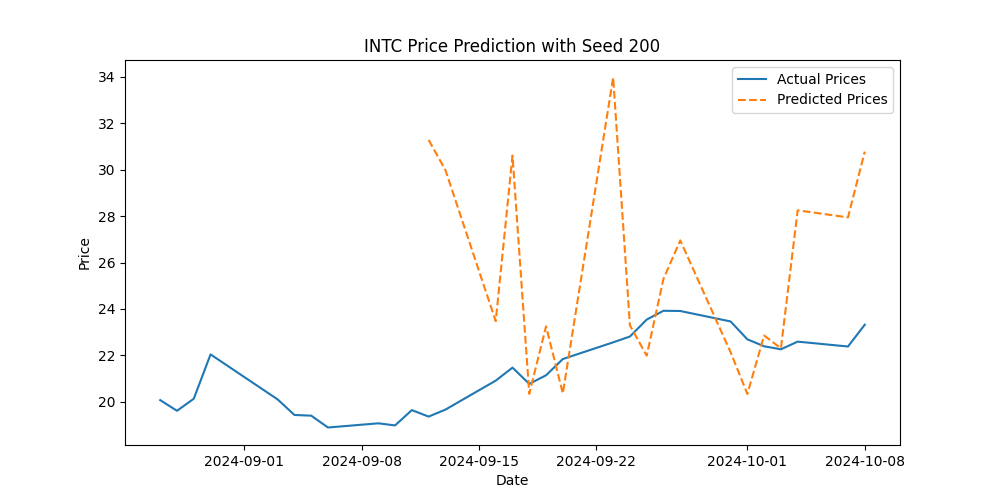 INTC Price Prediction with Seed 200
Actual Prices
Predicted Prices
Price
34
32
30
28
26
24
22
20
2024-09-01
2024-09-08
2024-09-15
2024-09-22
2024-10-01
2024-10-08
Date